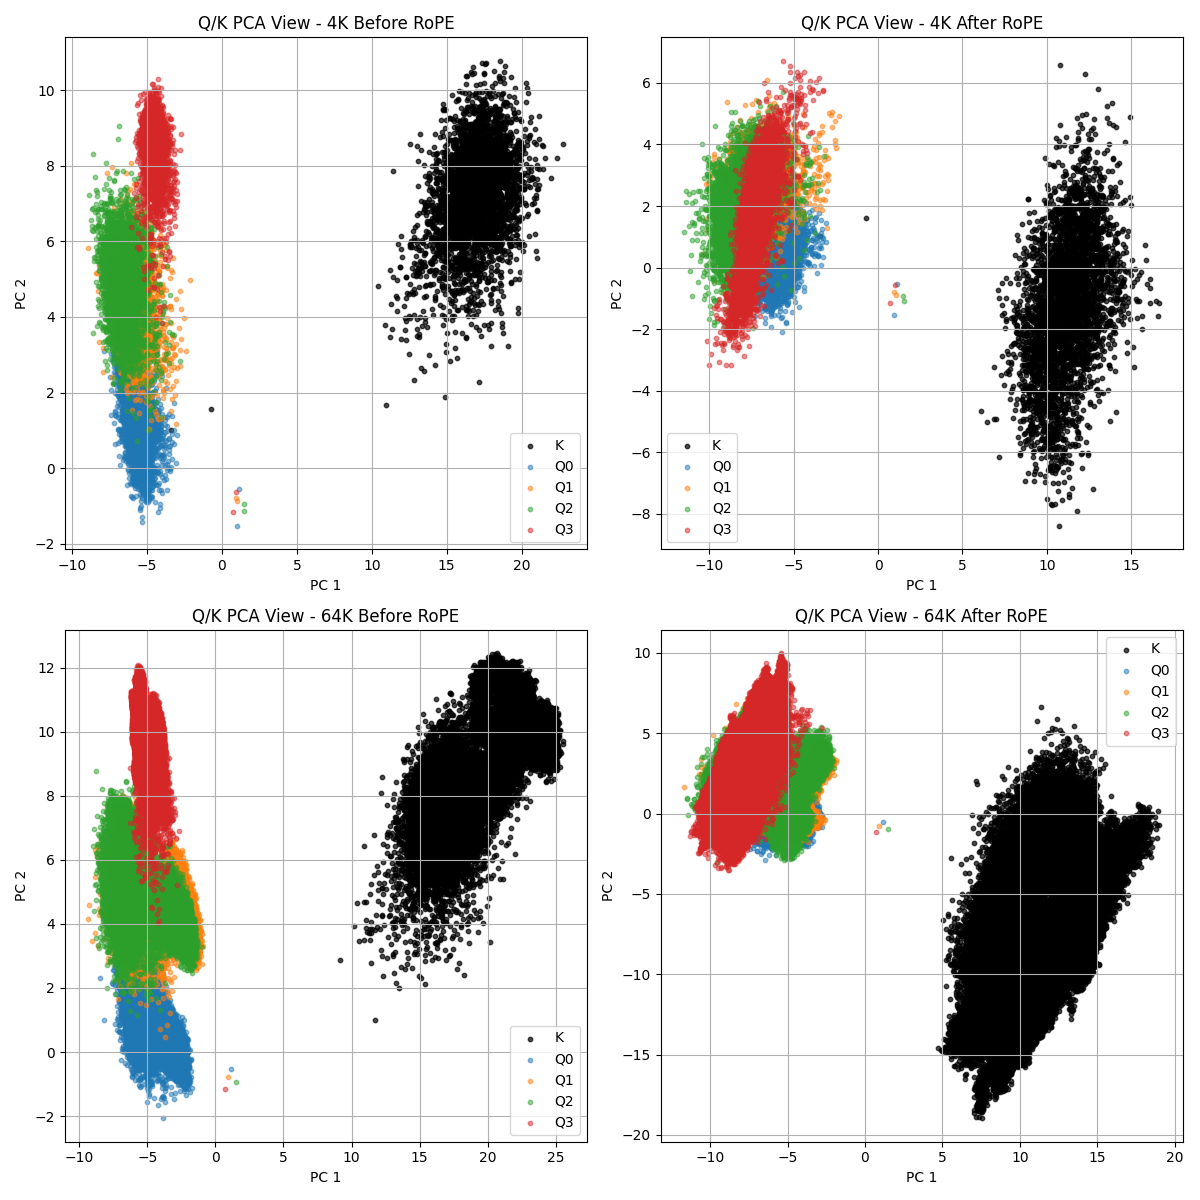 Q/K PCA View - 4K Before RoPE
PC 2
10
8
6
4
2
0
−2
−10
−5
0
5
10
15
20
PC 1
K
Q0
Q1
Q2
Q3
Q/K PCA View - 4K After RoPE
PC 2
6
4
2
0
−2
−4
−6
−8
−10
−5
0
5
10
15
PC 1
K
Q0
Q1
Q2
Q3
Q/K PCA View - 64K Before RoPE
PC 2
12
10
8
6
4
2
0
−2
−10
−5
0
5
10
15
20
25
PC 1
K
Q0
Q1
Q2
Q3
Q/K PCA View - 64K After RoPE
PC 2
10
5
0
−5
−10
−15
−20
−10
−5
0
5
10
15
20
PC 1
K
Q0
Q1
Q2
Q3